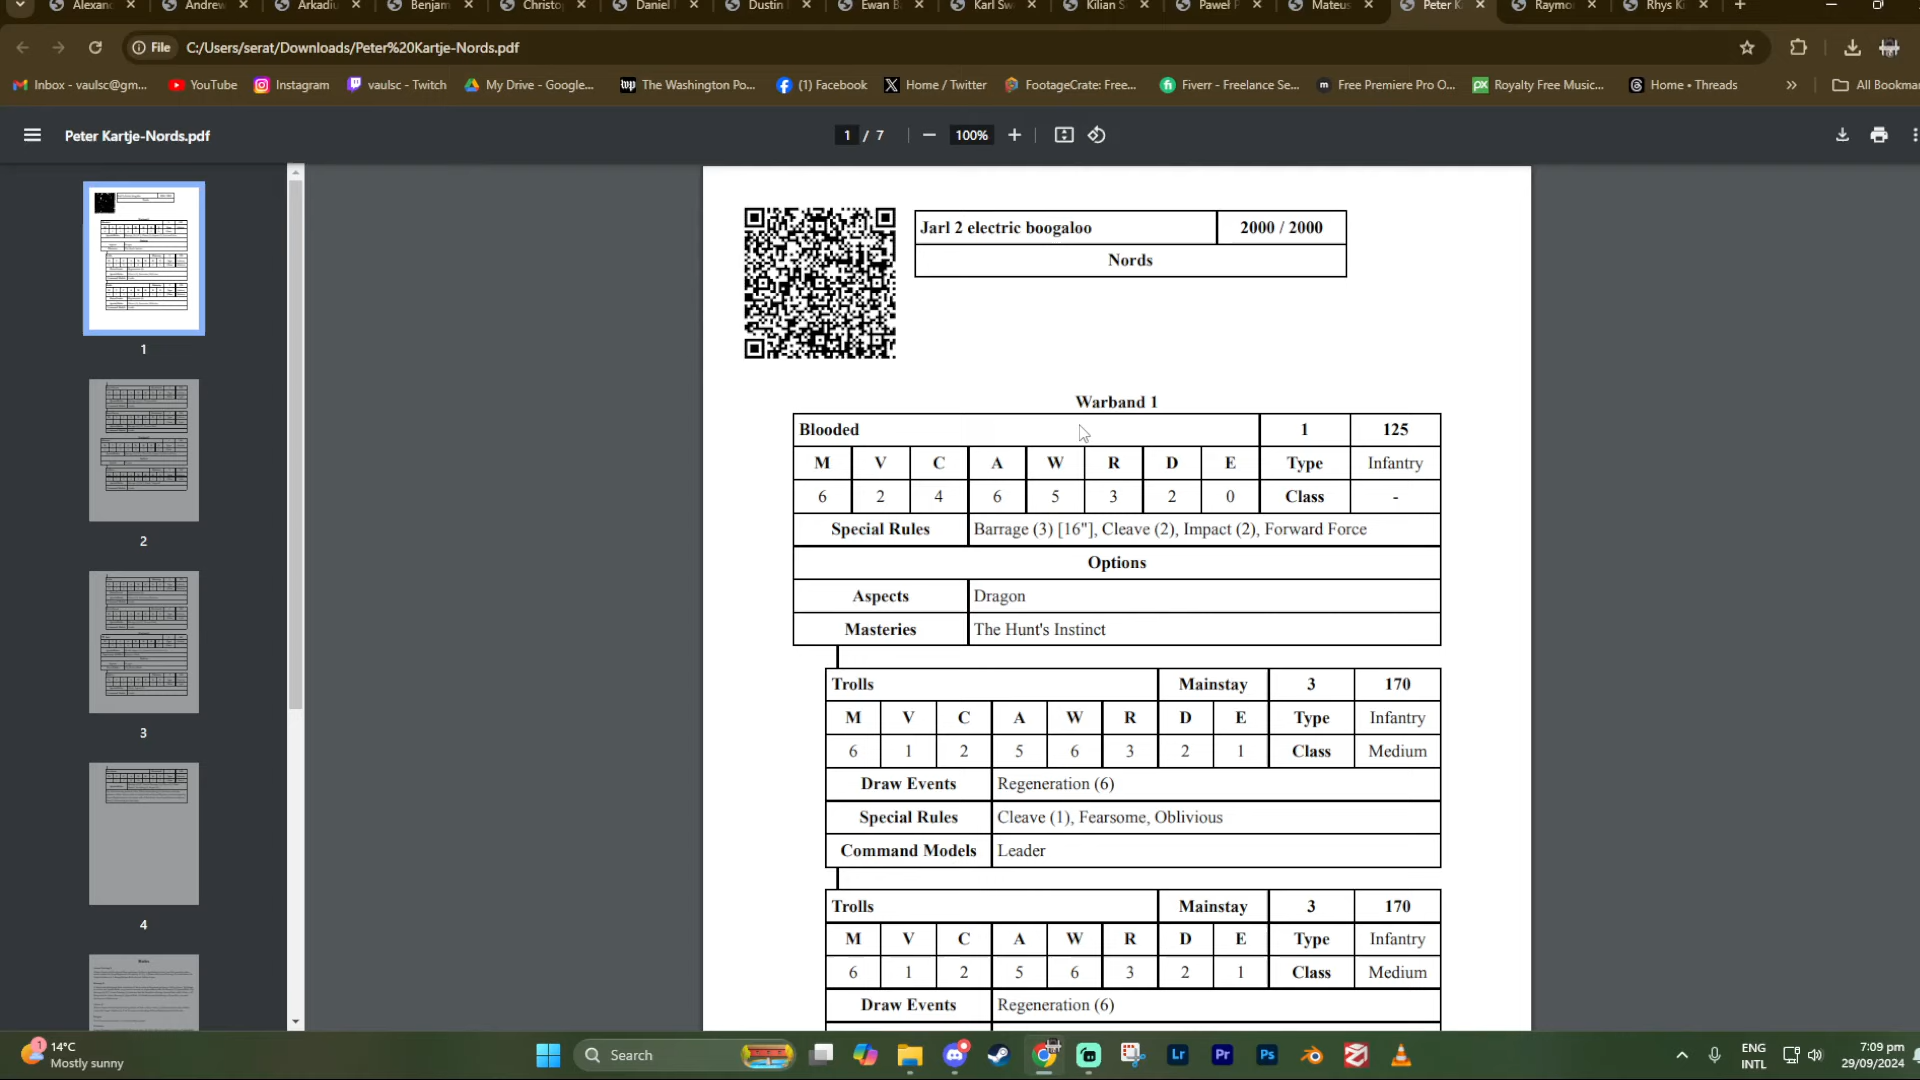 Alexand
Andrew
Arkadiu
Benjam
Christo
Daniel
Dustin
Ewan B
Karl Sw
Kilian S
Paweł P
Mateus
Peter K
Raymo
Rhys Ki
File C:/Users/serat/Downloads/Peter%20Kartje-Nords.pdf
Inbox - vaulsc@gm...
YouTube
Instagram
vaulsc - Twitch
My Drive - Google...
The Washington Po...
(1) Facebook
Home / Twitter
FootageCrate: Free...
Fiverr - Freelance Se...
Free Premiere Pro O...
Royalty Free Music...
Home • Threads
» All Bookma
Peter Kartje-Nords.pdf
1 / 7 100%
1
2
3
4
Jarl 2 electric boogaloo 2000 / 2000
Nords
Warband 1
Blooded 1 125
M V C A W R D E Type Infantry
6 2 4 6 5 3 2 0 Class -
Special Rules Barrage (3) [16"], Cleave (2), Impact (2), Forward Force
Options
Aspects Dragon
Masteries The Hunt's Instinct
Trolls Mainstay 3 170
M V C A W R D E Type Infantry
6 1 2 5 6 3 2 1 Class Medium
Draw Events Regeneration (6)
Special Rules Cleave (1), Fearsome, Oblivious
Command Models Leader
Trolls Mainstay 3 170
M V C A W R D E Type Infantry
6 1 2 5 6 3 2 1 Class Medium
Draw Events Regeneration (6)
1
14°C
Mostly sunny
Search
Lr
Pr
Ps
ENG
INTL
7:09 pm
29/09/2024